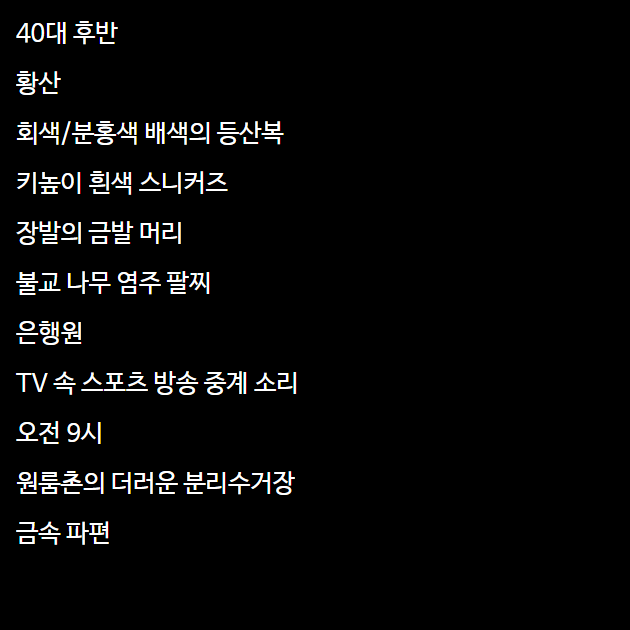 40대 후반
황산
회색/분홍색 배색의 등산복
키높이 흰색 스니커즈
장발의 금발 머리
불교 나무 염주 팔찌
은행원
TV 속 스포츠 방송 중계 소리
오전 9시
원룸촌의 더러운 분리수거장
금속 파편